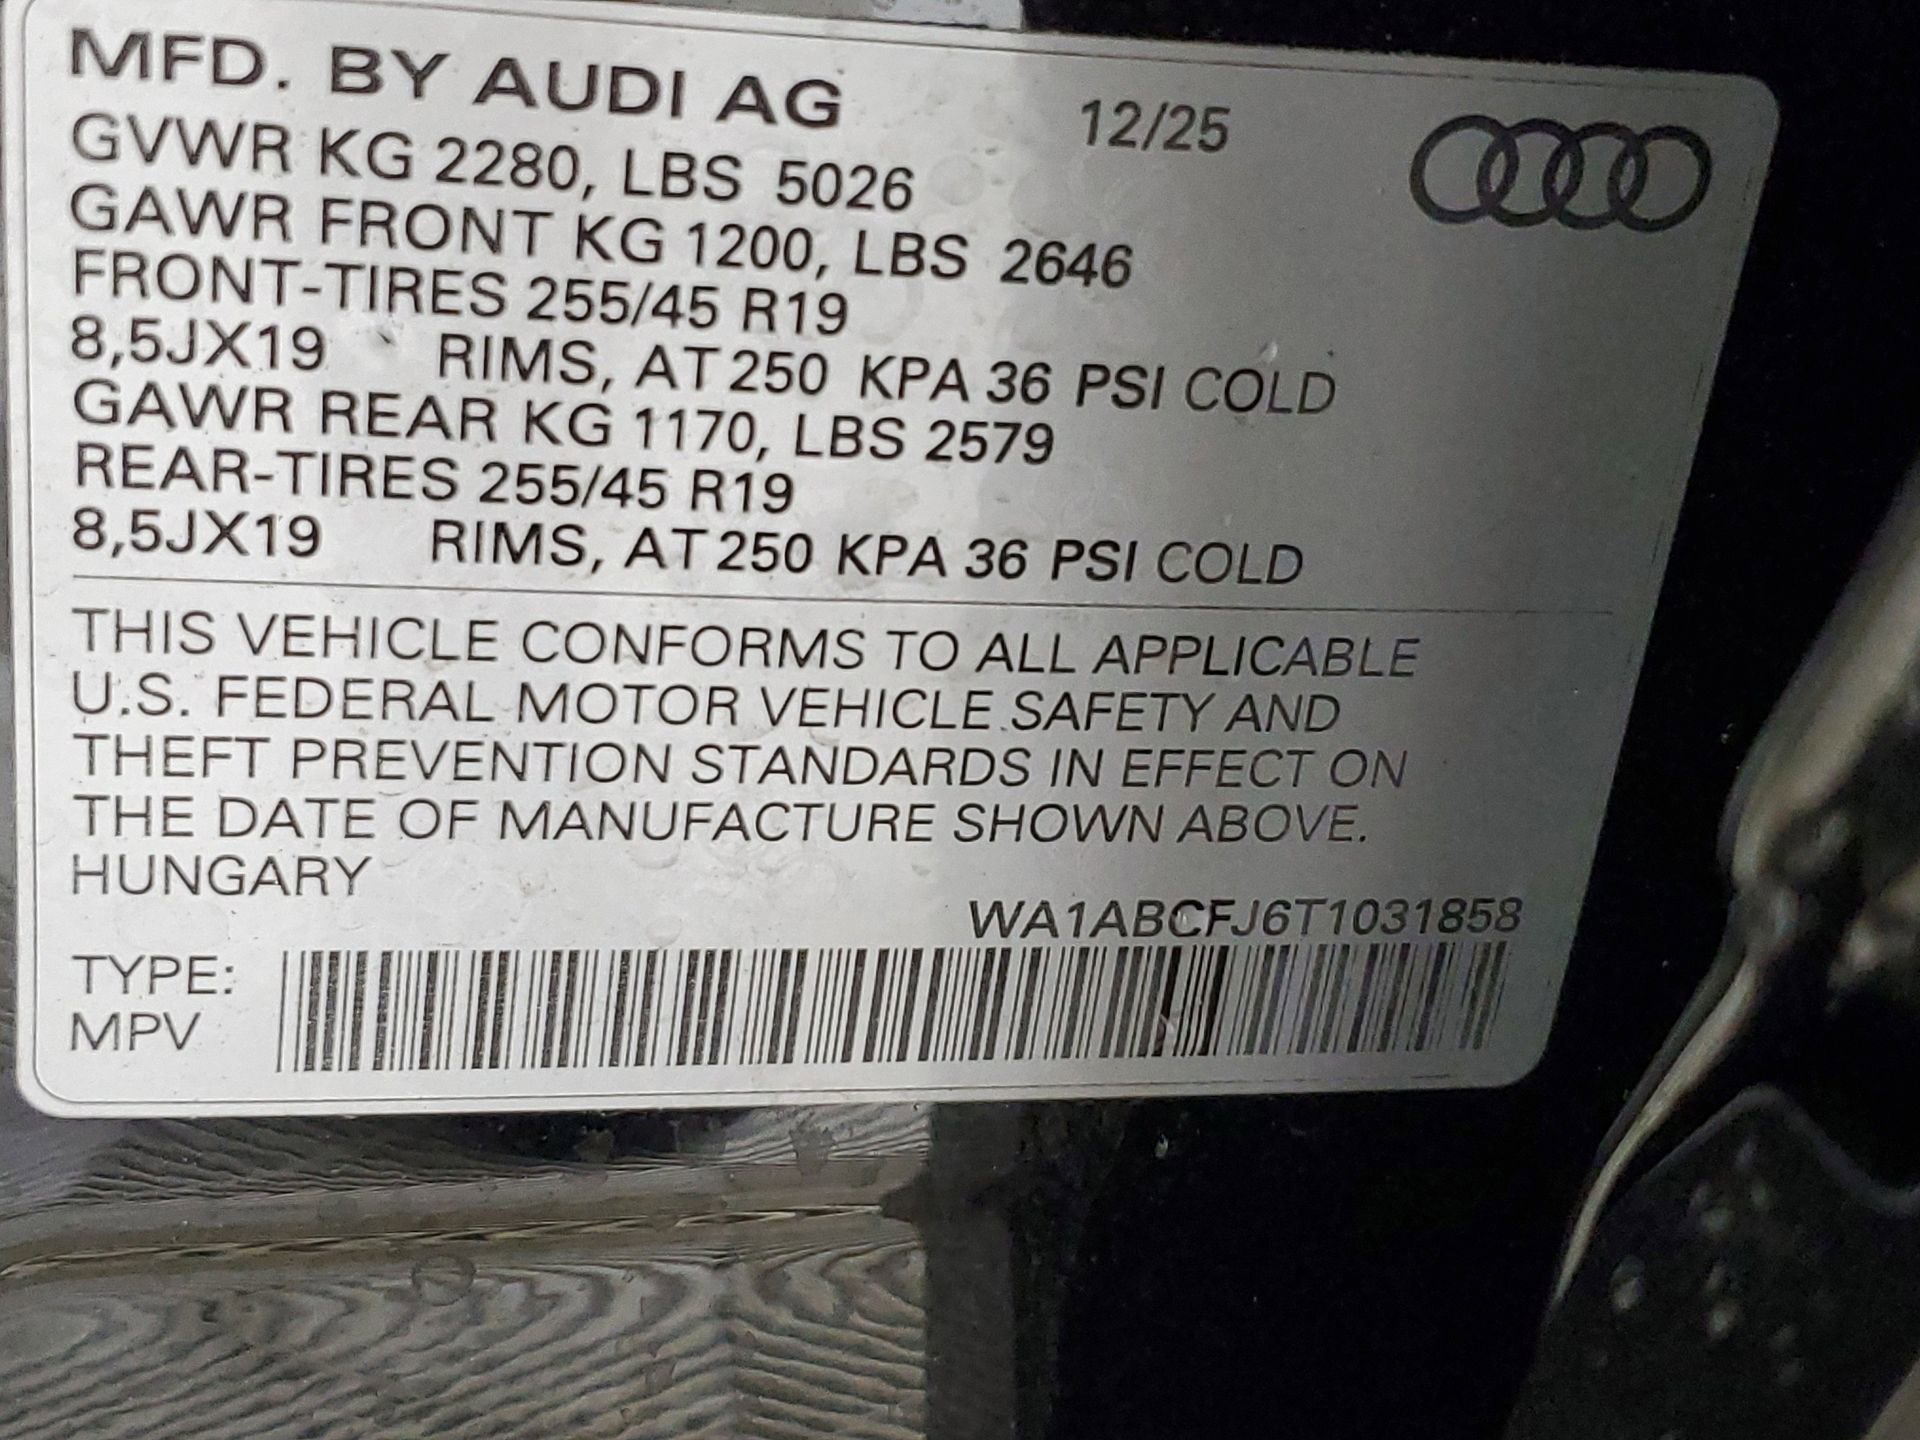 MFD. BY AUDI AG 12/25
GVWR KG 2280, LBS 5026
GAWR FRONT KG 1200, LBS 2646
FRONT-TIRES 255/45 R19
8,5JX19 RIMS, AT 250 KPA 36 PSI COLD
GAWR REAR KG 1170, LBS 2579
REAR-TIRES 255/45 R19
8,5JX19 RIMS, AT 250 KPA 36 PSI COLD
THIS VEHICLE CONFORMS TO ALL APPLICABLE
U.S. FEDERAL MOTOR VEHICLE SAFETY AND
THEFT PREVENTION STANDARDS IN EFFECT ON
THE DATE OF MANUFACTURE SHOWN ABOVE.
HUNGARY
WA1ABCFJ6T1031858
TYPE:
MPV